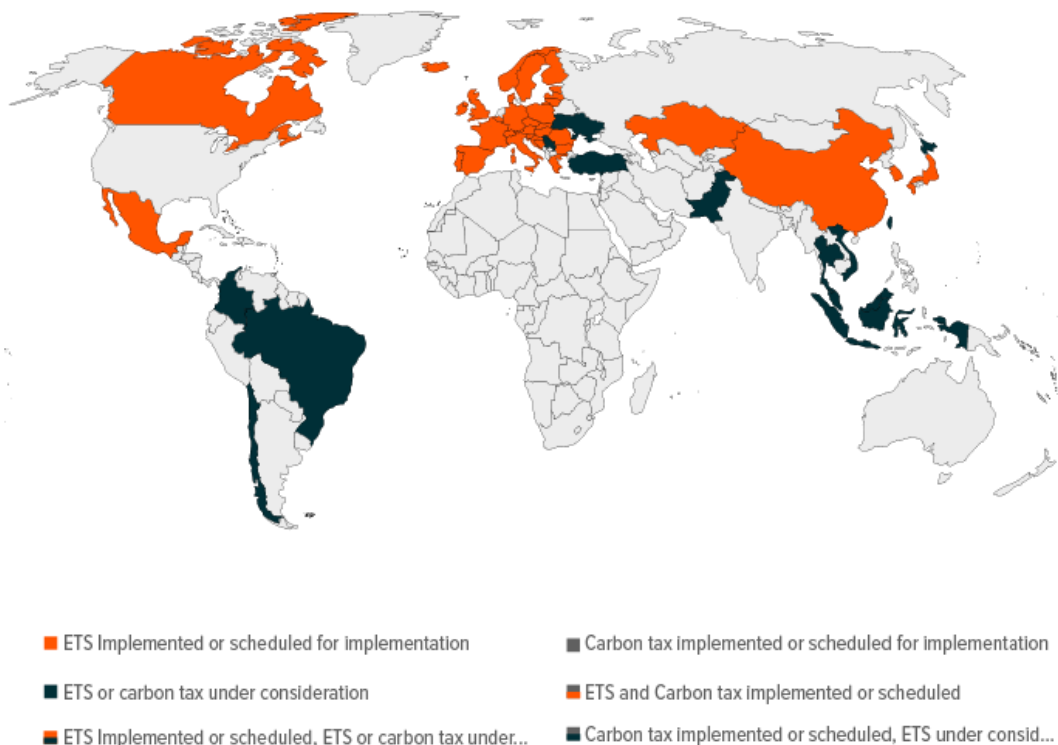 ETS Implemented or scheduled for implementation
Carbon tax implemented or scheduled for implementation
ETS or carbon tax under consideration
ETS and Carbon tax implemented or scheduled
ETS Implemented or scheduled, ETS or carbon tax under...
Carbon tax implemented or scheduled, ETS under consid...